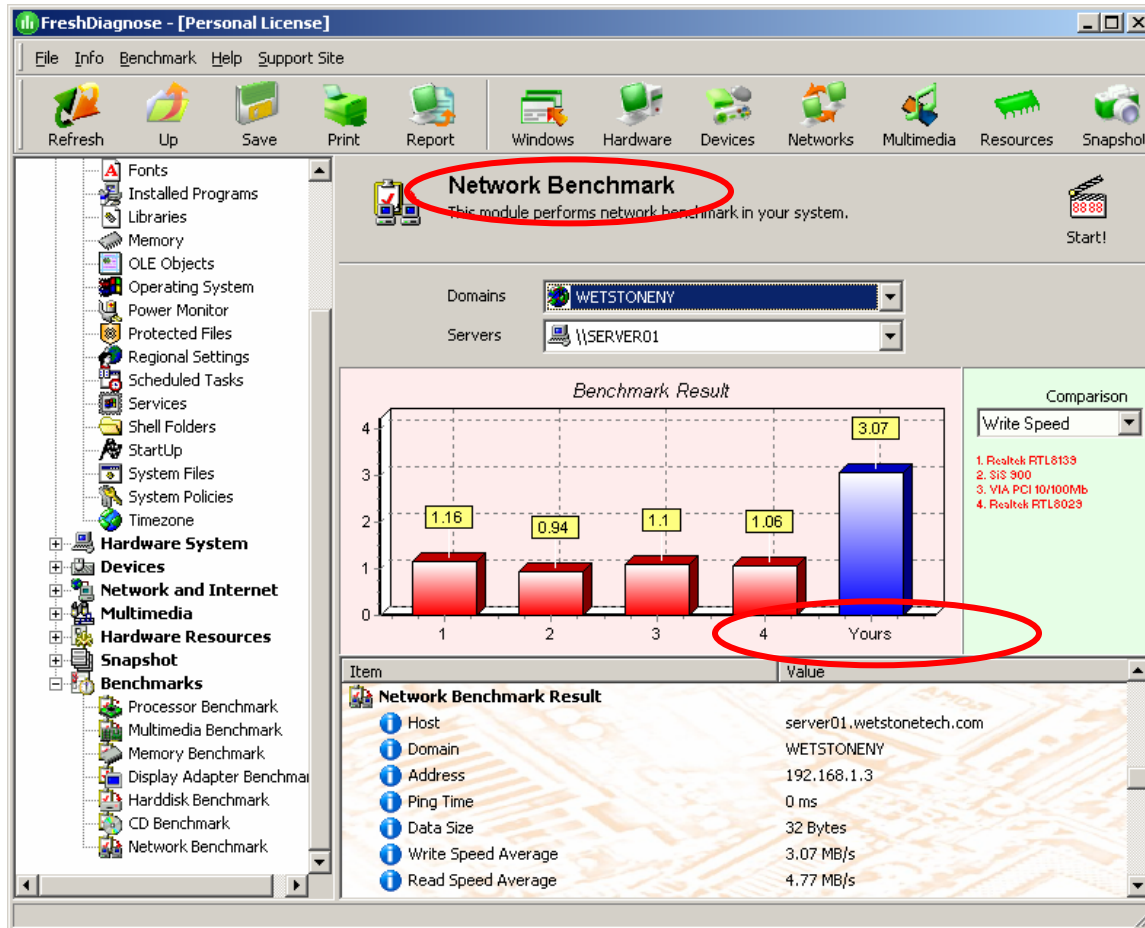 FreshDiagnose - [Personal License]
File Info Benchmark Help Support Site
Refresh Up Save Print Report Windows Hardware Devices Networks Multimedia Resources Snapshot
Fonts
Installed Programs
Libraries
Memory
OLE Objects
Operating System
Power Monitor
Protected Files
Regional Settings
Scheduled Tasks
Services
Shell Folders
StartUp
System Files
System Policies
Timezone
Hardware System
Devices
Network and Internet
Multimedia
Hardware Resources
Snapshot
Benchmarks
Processor Benchmark
Multimedia Benchmark
Memory Benchmark
Display Adapter Benchmar
Harddisk Benchmark
CD Benchmark
Network Benchmark
Network Benchmark
This module performs network benchmark in your system.
88 88
Start!
Domains WETSTONENY
Servers \\SERVER01
Benchmark Result
4
3
2
1
0
1.16
0.94
1.1
1.06
3.07
1 2 3 4 Yours
Comparison
Write Speed
1. Realtek RTL8139
2. SiS 900
3. VIA PCI 10/100Mb
4. Realtek RTL8029
Item Value
Network Benchmark Result
Host server01.wetstonetech.com
Domain WETSTONENY
Address 192.168.1.3
Ping Time 0 ms
Data Size 32 Bytes
Write Speed Average 3.07 MB/s
Read Speed Average 4.77 MB/s